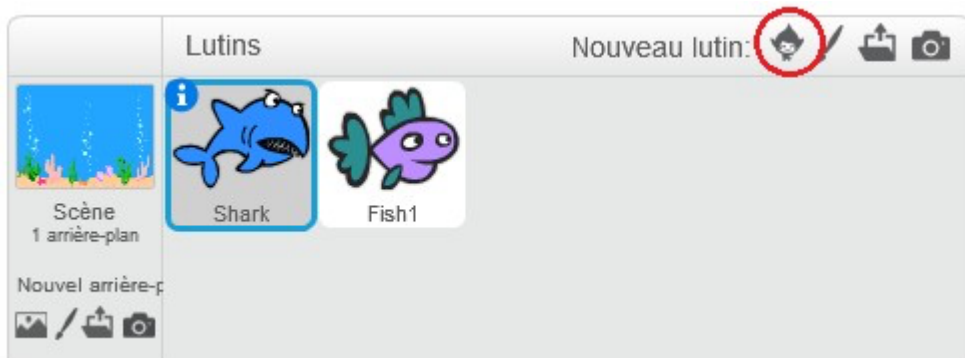 Lutins
Nouveau lutin:
Shark
Fish1
Scène
1 arrière-plan
Nouvel arrière-p